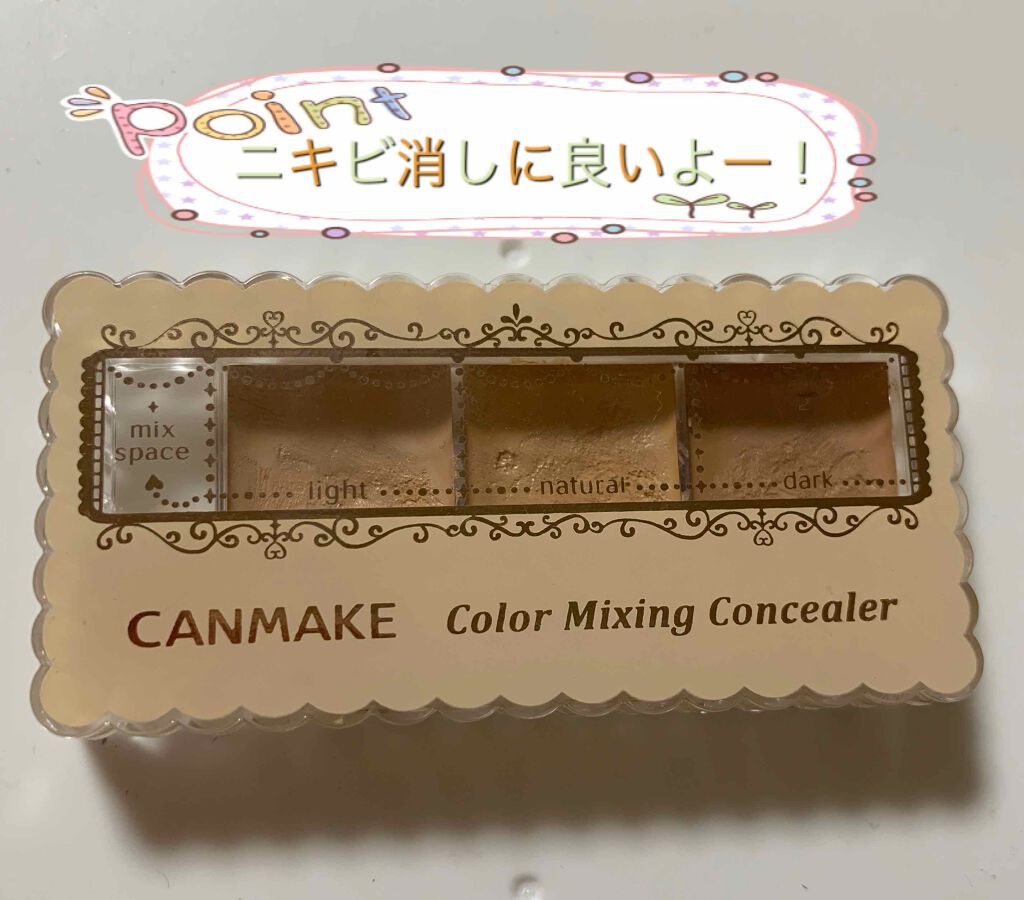 point
ニキビ消しに良いよー！
mix
space
light
natural
dark
CANMAKE
Color Mixing Concealer